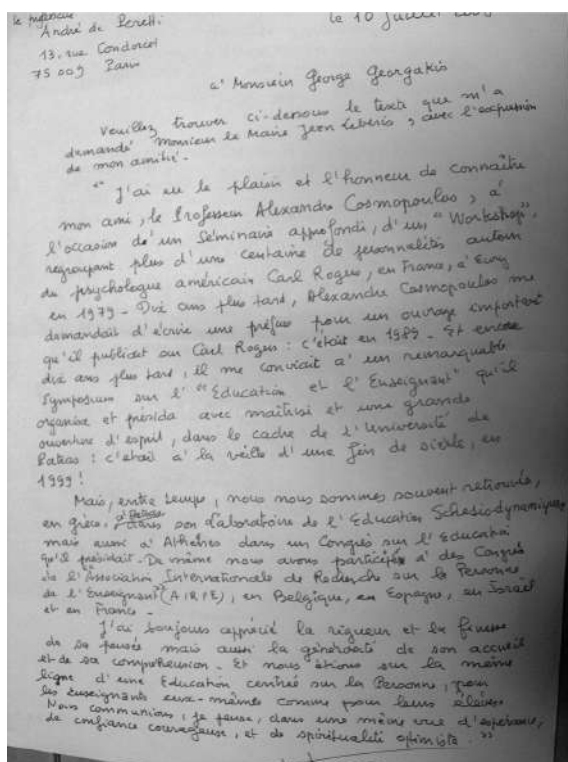 André de Peretti
le 10 Juillet
13, rue Condorcet
75009 Paris
à Monsieur George Georgakis
Veuillez trouver ci-dessous le texte que m'a
demandé Monsieur le Maire Jean , avec l'expression
de mon amitié.
" J'ai eu le plaisir et l'honneur de connaître
mon ami, le Professeur Alexandre Cosmopoulos, à
l'occasion d'un Séminaire approfondi, d'un "Workshop",
regroupant plus d'une centaine de personnalités autour
du psychologue américain Carl Rogers, en France, à
en 1979 - Dix ans plus tard, Alexandre Cosmopoulos me
demandait d'écrire une préface pour un ouvrage important
qu'il publiait sur Carl Rogers : c'était en 1989 - Et encore
dix ans plus tard, il me conviait à un remarquable
Symposium sur l' "Education et l'Enseignant" qu'il
organisa et présida avec maîtrise et une grande
ouverture d'esprit, dans le cadre de l'Université de
Patras : c'était à la veille d'une fin de siècle, en
1999 !
Mais, entre temps, nous nous sommes souvent retrouvés,
en grèce, à Patras, dans son Laboratoire de l'Education Schesiodynamique,
mais aussi à Athènes dans un Congrès sur l'Education
qu'il présidait. De même nous avons participé à des Congrès
de l'Association Internationale de Recherche sur la Personne
de l'Enseignant (AIRPE), en Belgique, en Espagne, en Israël
et en France -
J'ai toujours apprécié la rigueur et la finesse
de sa pensée mais aussi la générosité de son accueil
et de sa compréhension. Et nous étions sur la même
ligne d'une Education centrée sur la Personne, pour
les Enseignants eux-mêmes comme pour leurs élèves.
Nous communions, je pense, dans une même vue d'espérance,
de confiance courageuse, et de spiritualité optimiste. "